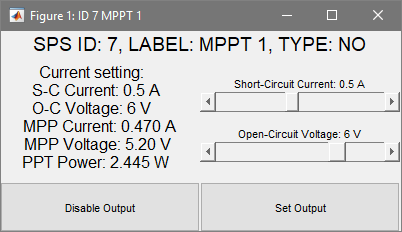 Figure 1: ID 7 MPPT 1
SPS ID: 7, LABEL: MPPT 1, TYPE: NO
Current setting:
S-C Current: 0.5 A
O-C Voltage: 6 V
MPP Current: 0.470 A
MPP Voltage: 5.20 V
PPT Power: 2.445 W
Short-Circuit Current: 0.5 A
Open-Circuit Voltage: 6 V
Disable Output
Set Output